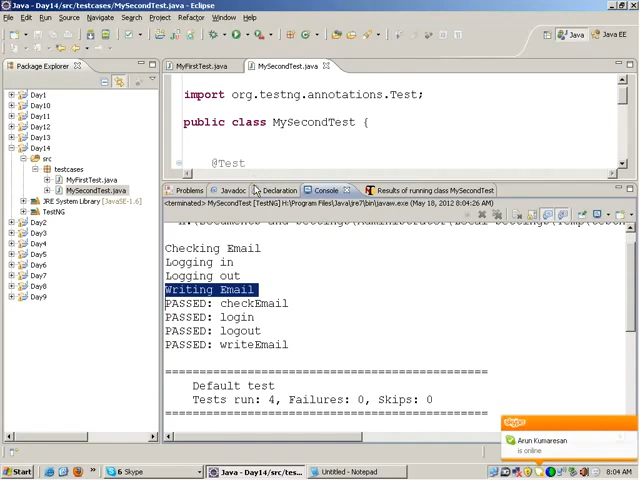 Java - Day14/src/testcases/MySecondTest.java - Eclipse
File Edit Run Source Navigate Search Project Refactor Window Help
Java Java EE
Package Explorer
MyFirstTest.java MySecondTest.java
Day1
Day10
Day11
Day12
Day13
Day14
src
testcases
MyFirstTest.java
MySecondTest.java
JRE System Library [JavaSE-1.6]
TestNG
Day2
Day3
Day4
Day5
Day6
Day7
Day8
Day9
import org.testng.annotations.Test;
public class MySecondTest {
@Test
Problems Javadoc Declaration Console Results of running class MySecondTest
<terminated> MySecondTest [TestNG] H:\Program Files\Java\jre7\bin\javaw.exe (May 18, 2012 8:04:26 AM)
Checking Email
Logging in
Logging out
Writing Email
PASSED: checkEmail
PASSED: login
PASSED: logout
PASSED: writeEmail
===============================================
Default test
Tests run: 4, Failures: 0, Skips: 0
===============================================
skype
Arun Kumaresan
is online
Start 6 Skype Java - Day14/src/tes... Untitled - Notepad 8:04 AM